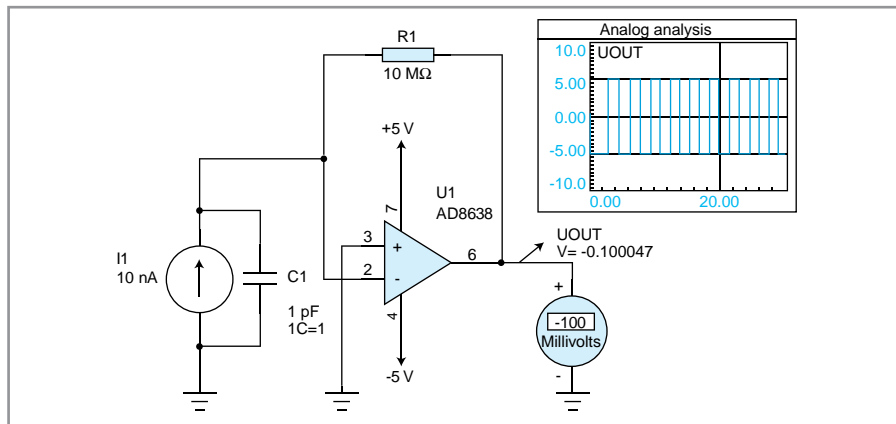 R1
10 MΩ
Analog analysis
10.0
UOUT
5.00
0.00
-5.00
-10.0
0.00 20.00
+5 V
U1
AD8638
7
3
+
2
-
6
4
-5 V
I1
10 nA
C1
1 pF
1C=1
UOUT
V= -0.100047
+
-100
Millivolts
-